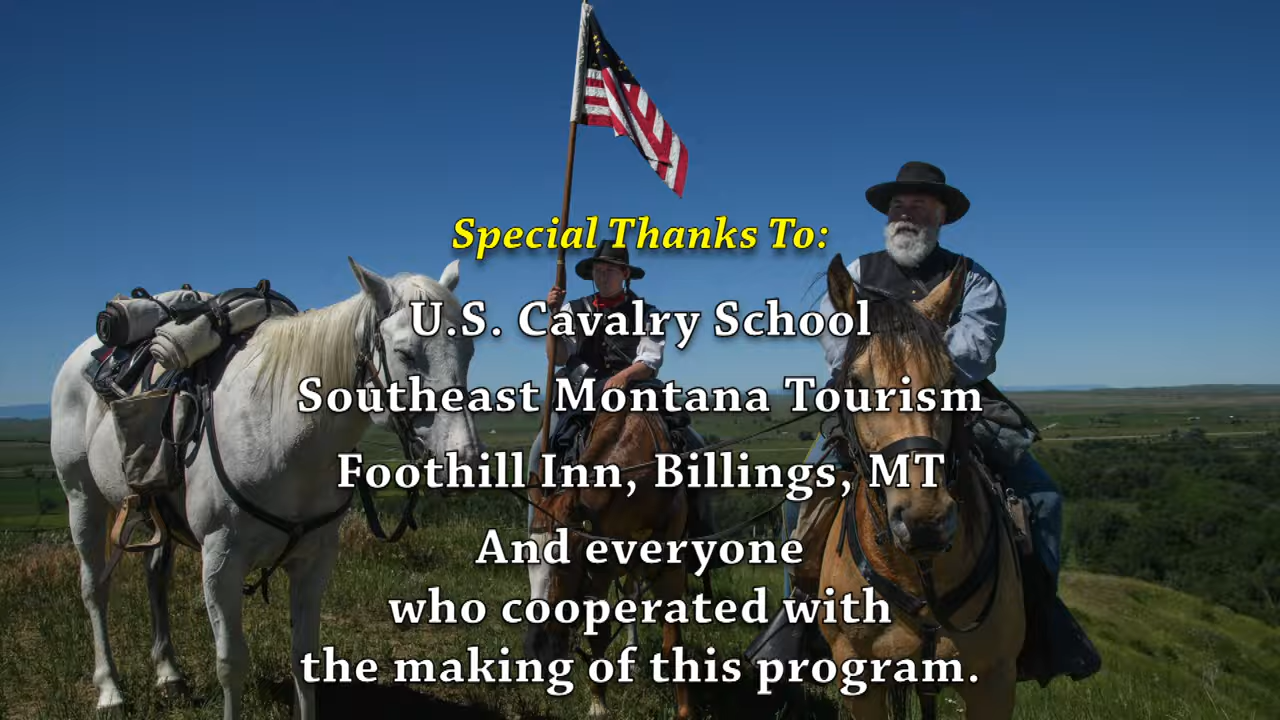 Special Thanks To:
U.S. Cavalry School
Southeast Montana Tourism
Foothill Inn, Billings, MT
And everyone
who cooperated with
the making of this program.